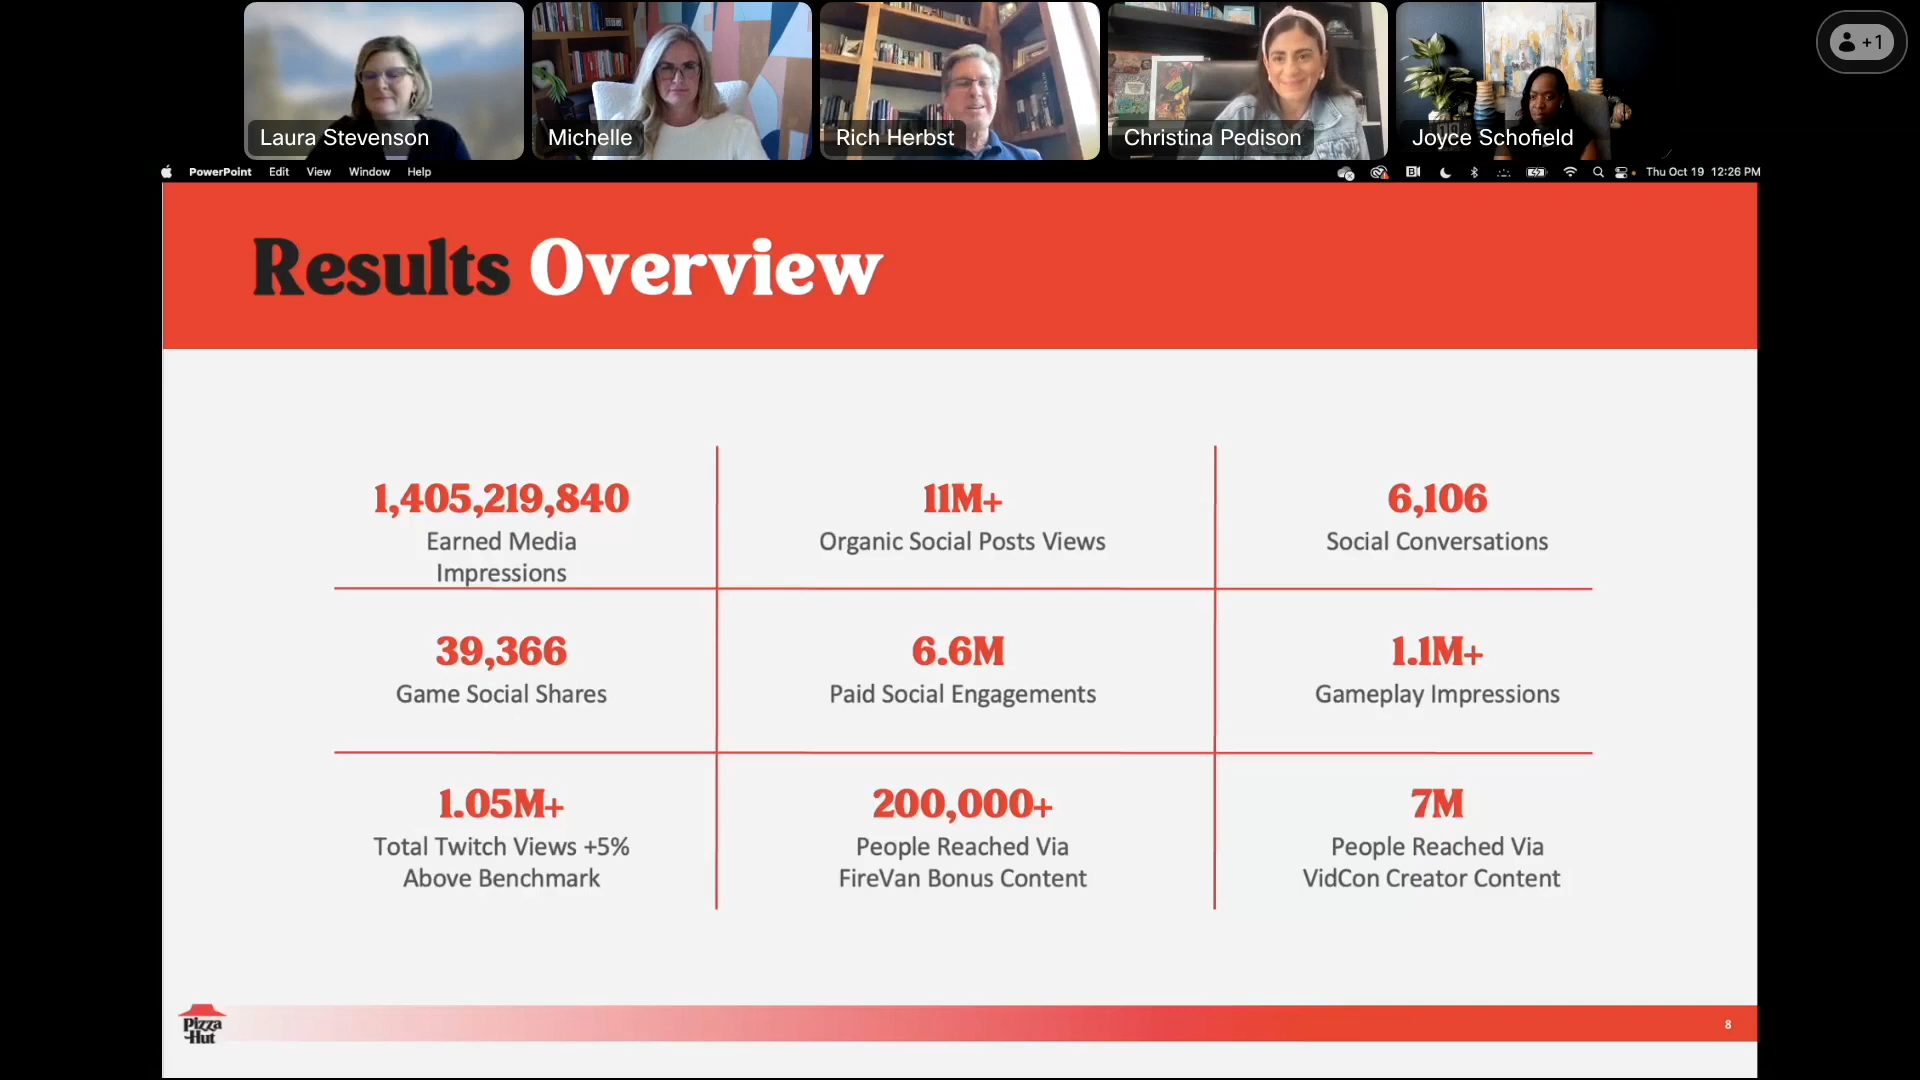 Laura Stevenson
Michelle
Rich Herbst
Christina Pedison
Joyce Schofield
+1
PowerPoint Edit View Window Help
Thu Oct 19 12:26 PM
Results Overview
1,405,219,840
Earned Media
Impressions
11M+
Organic Social Posts Views
6,106
Social Conversations
39,366
Game Social Shares
6.6M
Paid Social Engagements
1.1M+
Gameplay Impressions
1.05M+
Total Twitch Views +5%
Above Benchmark
200,000+
People Reached Via
FireVan Bonus Content
7M
People Reached Via
VidCon Creator Content
Pizza
Hut
8